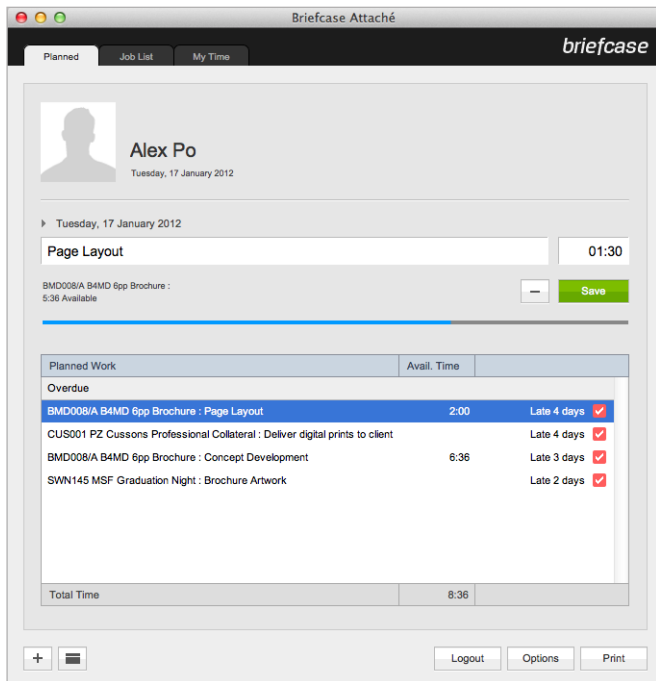 Briefcase Attaché
Planned Job List My Time briefcase
Alex Po
Tuesday, 17 January 2012
Tuesday, 17 January 2012
Page Layout 01:30
BMD008/A B4MD 6pp Brochure :
5:36 Available
– Save
Planned Work Avail. Time
Overdue
BMD008/A B4MD 6pp Brochure : Page Layout 2:00 Late 4 days
CUS001 PZ Cussons Professional Collateral : Deliver digital prints to client Late 4 days
BMD008/A B4MD 6pp Brochure : Concept Development 6:36 Late 3 days
SWN145 MSF Graduation Night : Brochure Artwork Late 2 days
Total Time 8:36
+ Logout Options Print